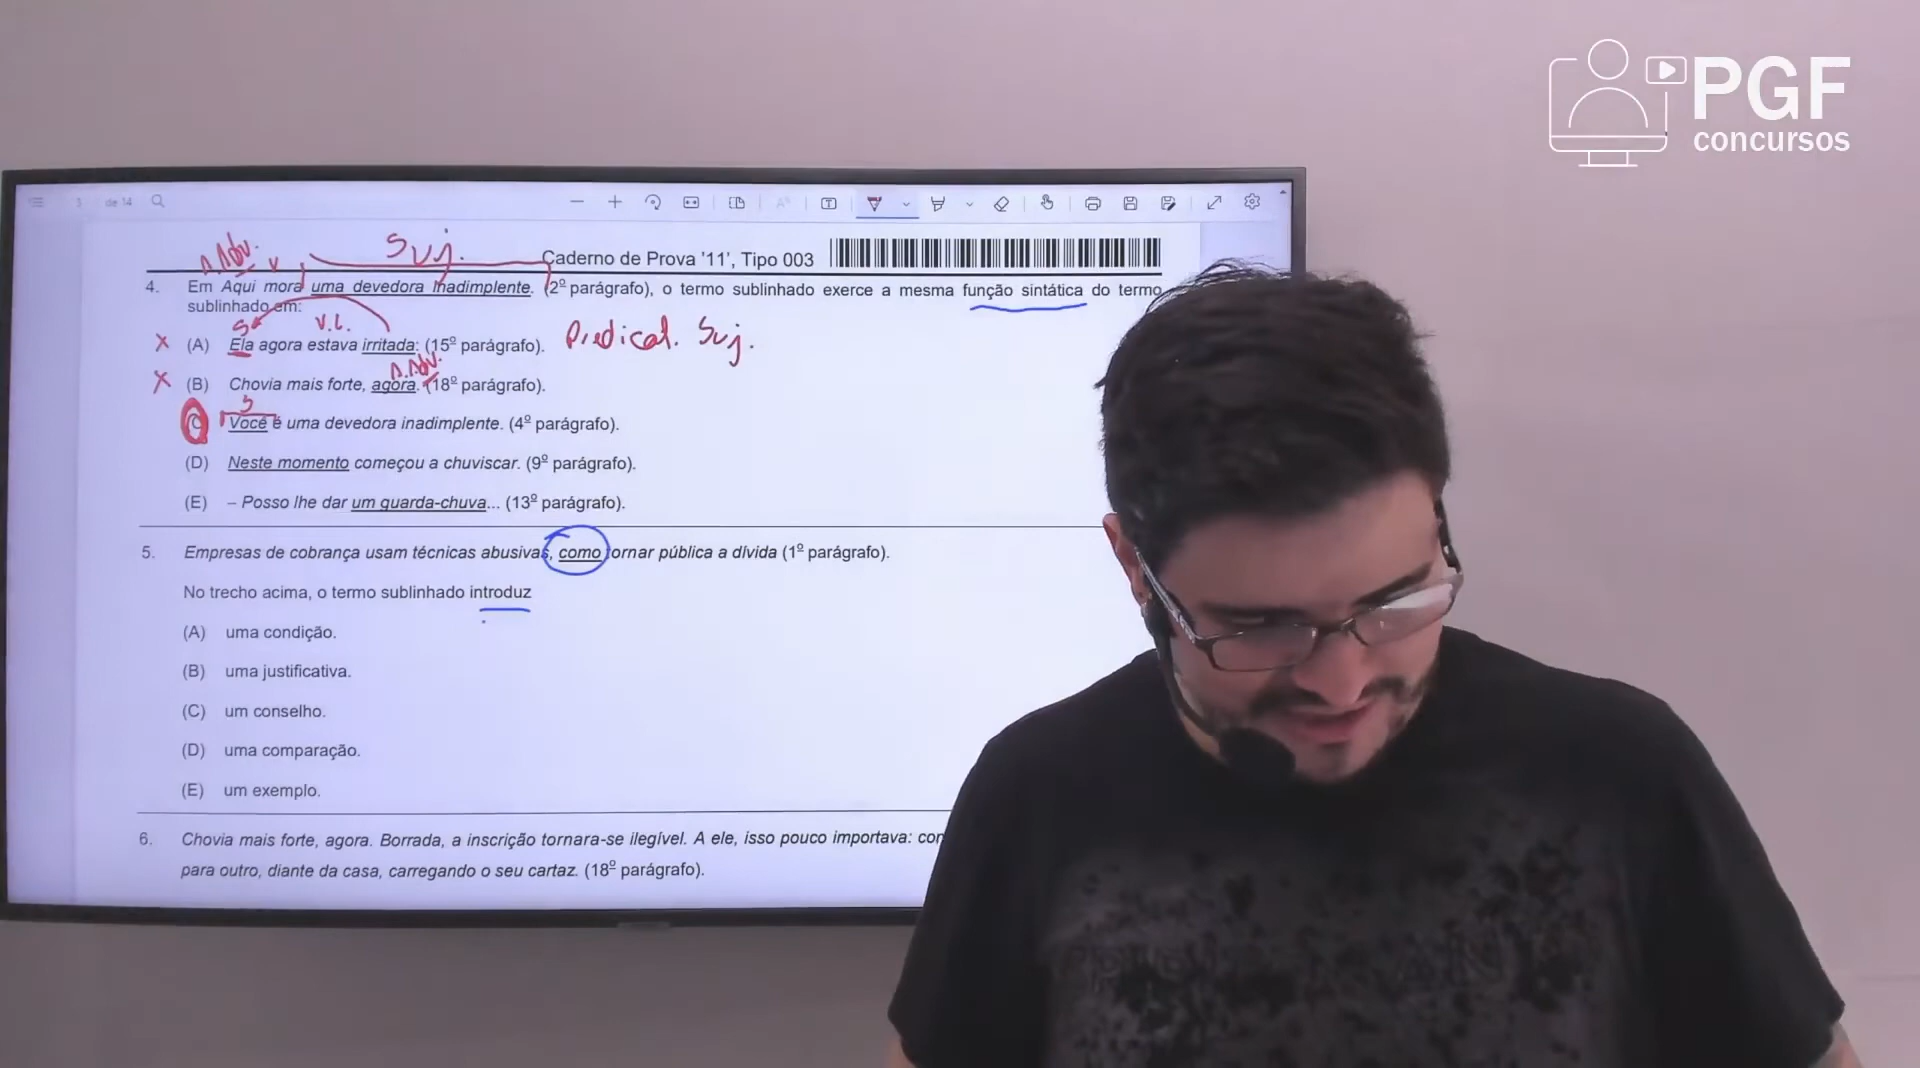 PGF
concursos
5 de 14
A.Adv. v Suj.
Caderno de Prova '11', Tipo 003
4. Em Aqui mora uma devedora inadimplente. (2º parágrafo), o termo sublinhado exerce a mesma função sintática do termo
sublinhado em:
S V.L.
X (A) Ela agora estava irritada: (15º parágrafo). Predicat. Suj.
A.Adv.
X (B) Chovia mais forte, agora. (18º parágrafo).
S
(C) Você é uma devedora inadimplente. (4º parágrafo).
(D) Neste momento começou a chuviscar. (9º parágrafo).
(E) – Posso lhe dar um guarda-chuva... (13º parágrafo).
5. Empresas de cobrança usam técnicas abusivas, como tornar pública a dívida (1º parágrafo).
No trecho acima, o termo sublinhado introduz
(A) uma condição.
(B) uma justificativa.
(C) um conselho.
(D) uma comparação.
(E) um exemplo.
6. Chovia mais forte, agora. Borrada, a inscrição tornara-se ilegível. A ele, isso pouco importava:
para outro, diante da casa, carregando o seu cartaz. (18º parágrafo).